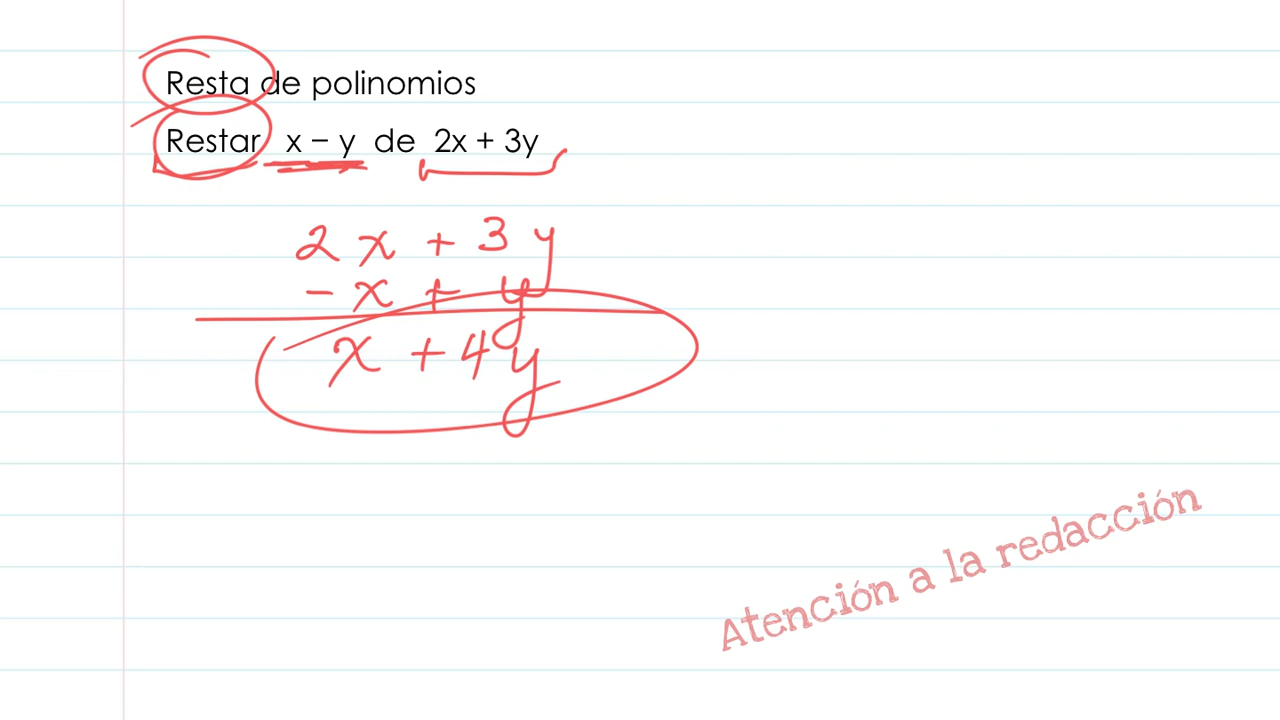 Resta de polinomios
Restar x − y de 2x + 3y
2x + 3y
− x + y
x + 4y
Atención a la redacción